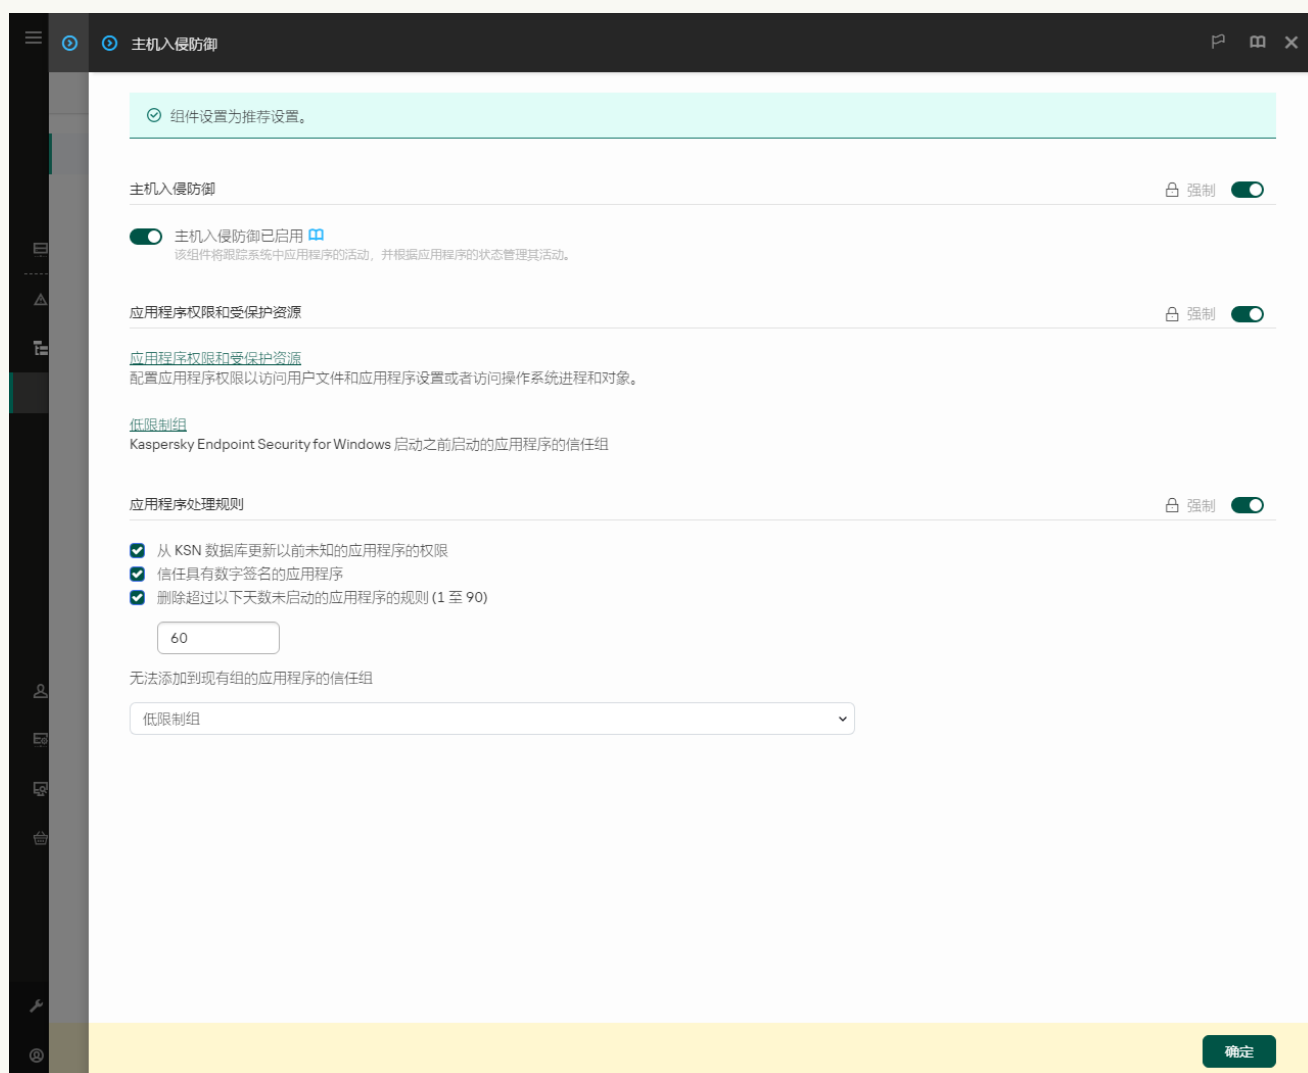 主机入侵防御
组件设置为推荐设置。
主机入侵防御
强制
主机入侵防御已启用
该组件将跟踪系统中应用程序的活动，并根据应用程序的状态管理其活动。
应用程序权限和受保护资源
强制
应用程序权限和受保护资源
配置应用程序权限以访问用户文件和应用程序设置或者访问操作系统进程和对象。
低限制组
Kaspersky Endpoint Security for Windows 启动之前启动的应用程序的信任组
应用程序处理规则
强制
从 KSN 数据库更新以前未知的应用程序的权限
信任具有数字签名的应用程序
删除超过以下天数未启动的应用程序的规则 (1 至 90)
60
无法添加到现有组的应用程序的信任组
低限制组
确定